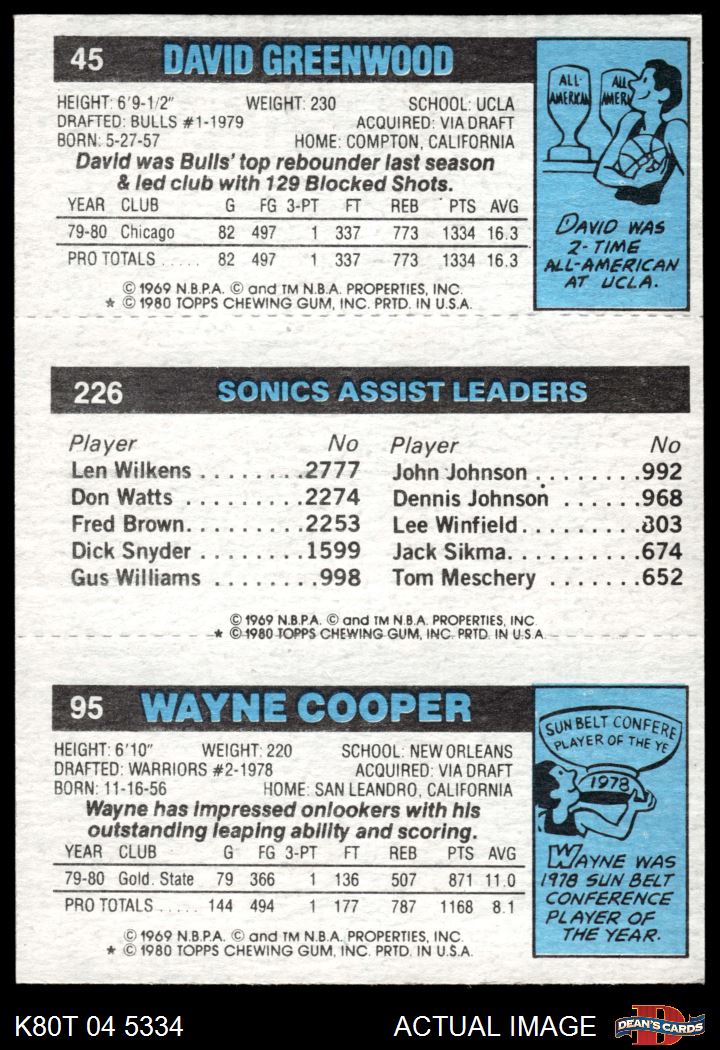 45 DAVID GREENWOOD
HEIGHT: 6'9-1/2" WEIGHT: 230 SCHOOL: UCLA
DRAFTED: BULLS #1-1979 ACQUIRED: VIA DRAFT
BORN: 5-27-57 HOME: COMPTON, CALIFORNIA
David was Bulls' top rebounder last season
& led club with 129 Blocked Shots.
YEAR CLUB G FG 3-PT FT REB PTS AVG
79-80 Chicago 82 497 1 337 773 1334 16.3
PRO TOTALS ..... 82 497 1 337 773 1334 16.3
© 1969 N.B.P.A. © and TM N.B.A. PROPERTIES, INC.
* © 1980 TOPPS CHEWING GUM, INC. PRTD. IN U.S.A.
ALL-
AMERICAN
ALL
AMERI
DAVID WAS
2-TIME
ALL-AMERICAN
AT UCLA.
226 SONICS ASSIST LEADERS
Player No Player No
Len Wilkens ........2777 John Johnson ........992
Don Watts .........2274 Dennis Johnson ......968
Fred Brown.........2253 Lee Winfield.........803
Dick Snyder ........1599 Jack Sikma..........674
Gus Williams ........998 Tom Meschery .......652
© 1969 N.B.P.A. © and TM N.B.A. PROPERTIES, INC
* © 1980 TOPPS CHEWING GUM, INC. PRTD. IN U.S.A.
95 WAYNE COOPER
HEIGHT: 6'10" WEIGHT: 220 SCHOOL: NEW ORLEANS
DRAFTED: WARRIORS #2-1978 ACQUIRED: VIA DRAFT
BORN: 11-16-56 HOME: SAN LEANDRO, CALIFORNIA
Wayne has impressed onlookers with his
outstanding leaping ability and scoring.
YEAR CLUB G FG 3-PT FT REB PTS AVG
79-80 Gold. State 79 366 1 136 507 871 11.0
PRO TOTALS ..... 144 494 1 177 787 1168 8.1
© 1969 N.B.P.A. © and TM N.B.A. PROPERTIES, INC.
* © 1980 TOPPS CHEWING GUM, INC. PRTD. IN U.S.A.
SUN BELT CONFERE
PLAYER OF THE YE
1978
WAYNE WAS
1978 SUN BELT
CONFERENCE
PLAYER OF
THE YEAR.
K80T 04 5334 ACTUAL IMAGE
D
DEAN'S CARDS